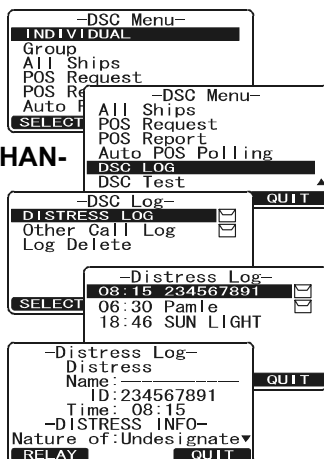 -DSC Menu-
INDIVIDUAL
Group
All Ships
POS Request
POS
Auto
SELECT
-DSC Menu-
All Ships
POS Request
POS Report
Auto POS Polling
DSC LOG
DSC Test
QUIT
HAN-
-DSC Log-
DISTRESS LOG
Other Call Log
Log Delete
SELECT
-Distress Log-
08:15 234567891
06:30 Pamle
18:46 SUN LIGHT
QUIT
-Distress Log-
Distress
Name:----------
ID:234567891
Time: 08:15
-DISTRESS INFO-
Nature of:Undesignate▼
RELAY QUIT